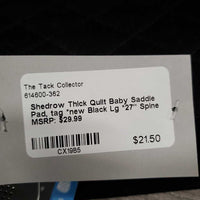 The Tack Collector
614600-362
Shedrow Thick Quilt Baby Saddle
Pad, tag *new Black Lg *27" Spine
MSRP: $29.99
$21.50
CX1985